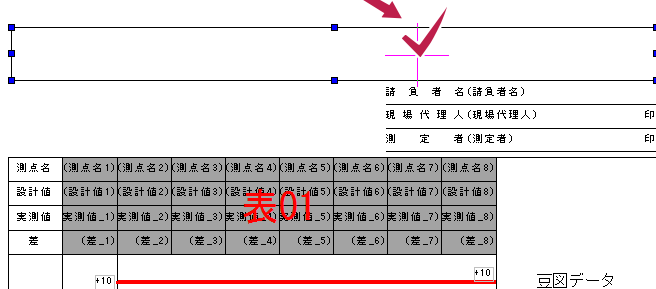 請負者名(請負者名)
現場代理人(現場代理人) 印
測定者(測定者) 印
測点名 (測点名1) (測点名2) (測点名3) (測点名4) (測点名5) (測点名6) (測点名7) (測点名8)
設計値 (設計値1) (設計値2) (設計値3) (設計値4) (設計値5) (設計値6) (設計値7) (設計値8)
表01
実測値 実測値_1) 実測値_2) 実測値_3) 実測値_4) 実測値_5) 実測値_6) 実測値_7) 実測値_8)
差 (差_1) (差_2) (差_3) (差_4) (差_5) (差_6) (差_7) (差_8)
+10 +10
豆図データ